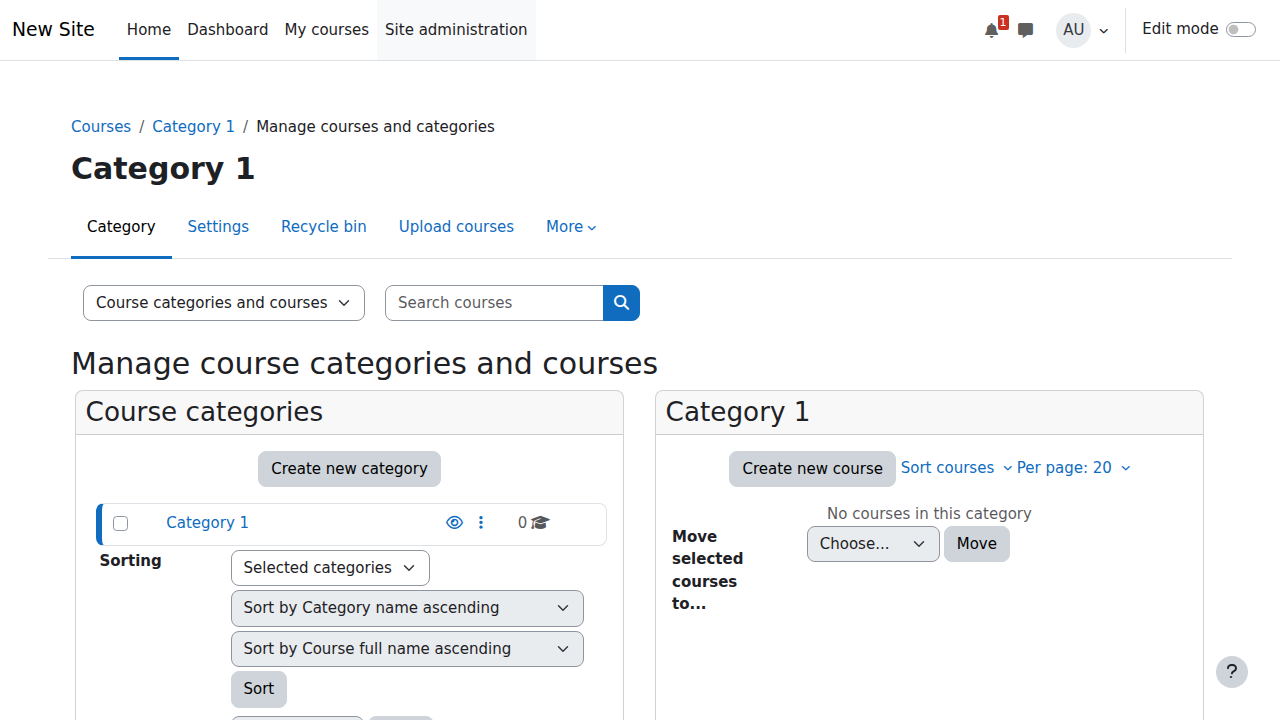 New Site Home Dashboard My courses Site administration 1 AU Edit mode
Courses / Category 1 / Manage courses and categories
Category 1
Category Settings Recycle bin Upload courses More
Course categories and courses Search courses
Manage course categories and courses
Course categories
Create new category
Category 1 0
Sorting
Selected categories
Sort by Category name ascending
Sort by Course full name ascending
Sort
Category 1
Create new course Sort courses Per page: 20
No courses in this category
Move selected courses to...
Choose... Move
?